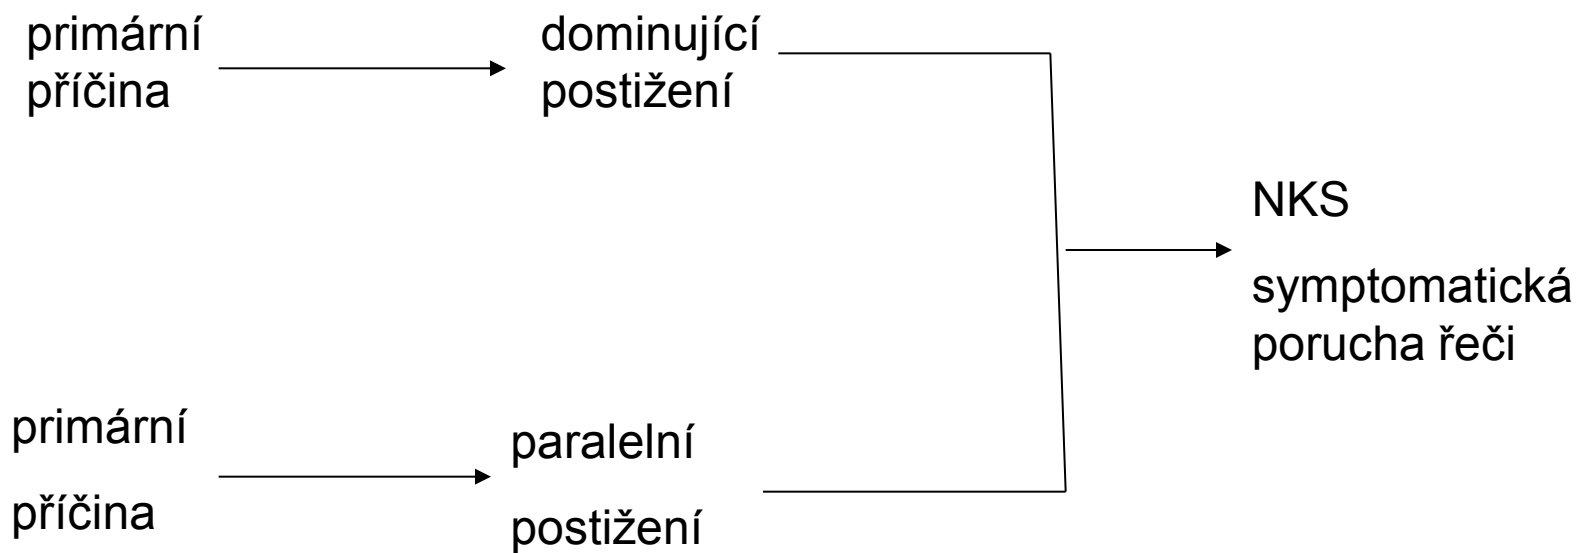 primární
příčina
dominující
postižení
NKS
symptomatická
porucha řeči
primární
příčina
paralelní
postižení